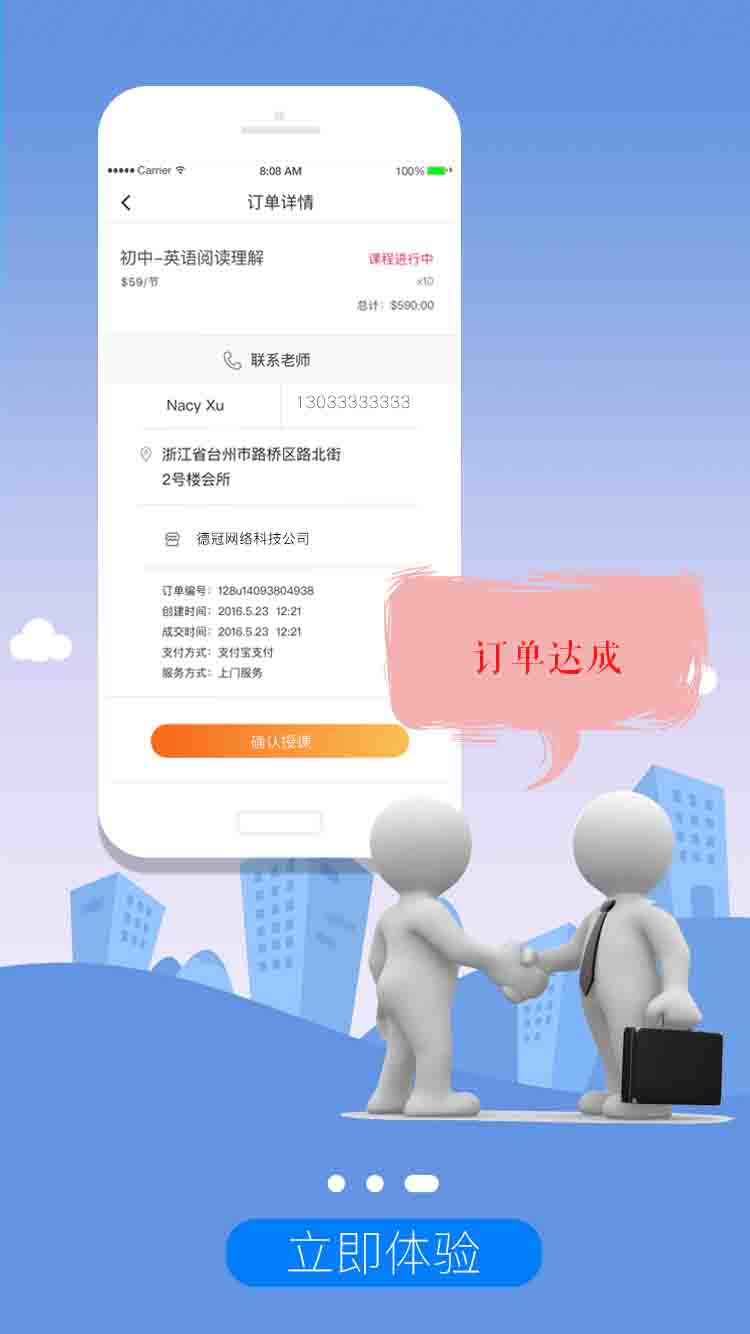 ●●●●● Carrier 8:08 AM 100%
订单详情
初中-英语阅读理解 课程进行中
$59/节 x10
总计：$590.00
联系老师
Nacy Xu 13033333333
浙江省台州市路桥区路北街
2号楼会所
德冠网络科技公司
订单编号：128u14093804938
创建时间：2016.5.23 12:21
成交时间：2016.5.23 12:21
支付方式：支付宝支付
服务方式：上门服务
订单达成
确认授课
立即体验